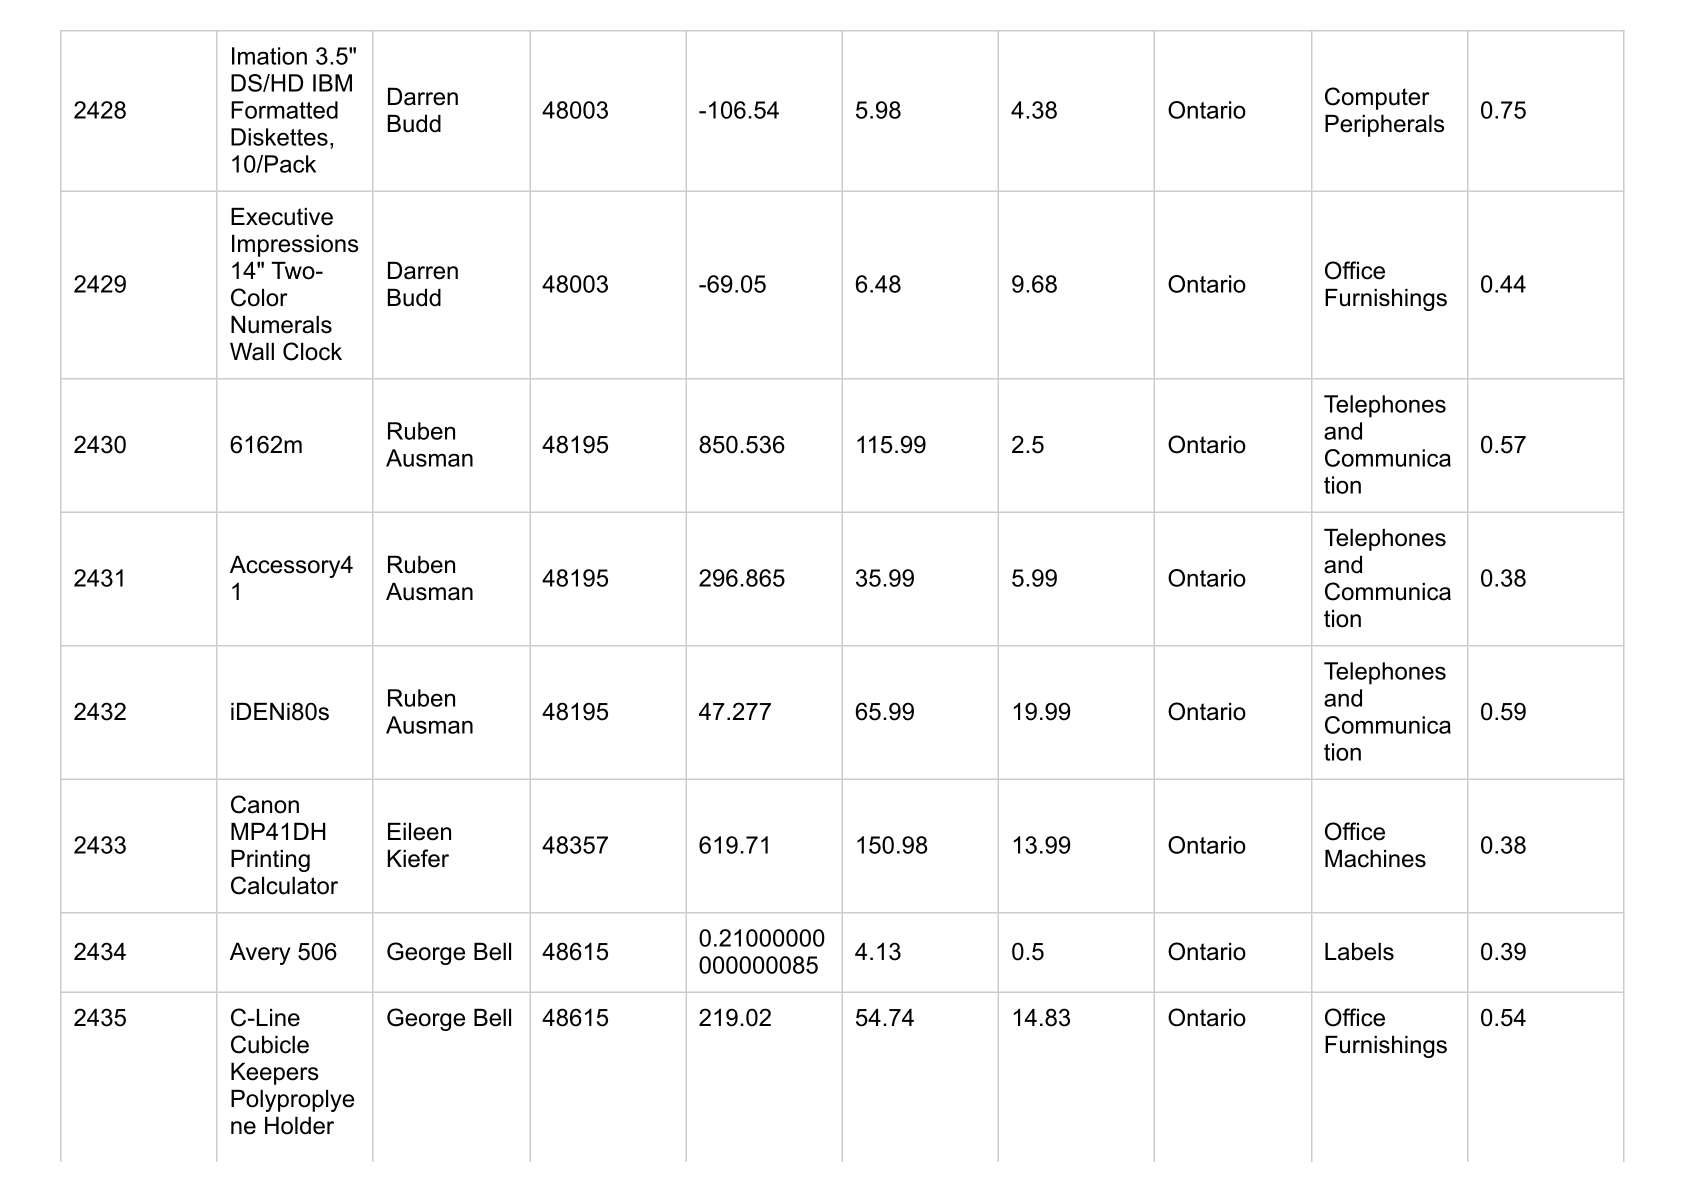 2428 Imation 3.5" DS/HD IBM Formatted Diskettes, 10/Pack Darren Budd 48003 -106.54 5.98 4.38 Ontario Computer Peripherals 0.75
2429 Executive Impressions 14" Two-Color Numerals Wall Clock Darren Budd 48003 -69.05 6.48 9.68 Ontario Office Furnishings 0.44
2430 6162m Ruben Ausman 48195 850.536 115.99 2.5 Ontario Telephones and Communication 0.57
2431 Accessory41 Ruben Ausman 48195 296.865 35.99 5.99 Ontario Telephones and Communication 0.38
2432 iDENi80s Ruben Ausman 48195 47.277 65.99 19.99 Ontario Telephones and Communication 0.59
2433 Canon MP41DH Printing Calculator Eileen Kiefer 48357 619.71 150.98 13.99 Ontario Office Machines 0.38
2434 Avery 506 George Bell 48615 0.21000000000000085 4.13 0.5 Ontario Labels 0.39
2435 C-Line Cubicle Keepers Polyproplyene Holder George Bell 48615 219.02 54.74 14.83 Ontario Office Furnishings 0.54